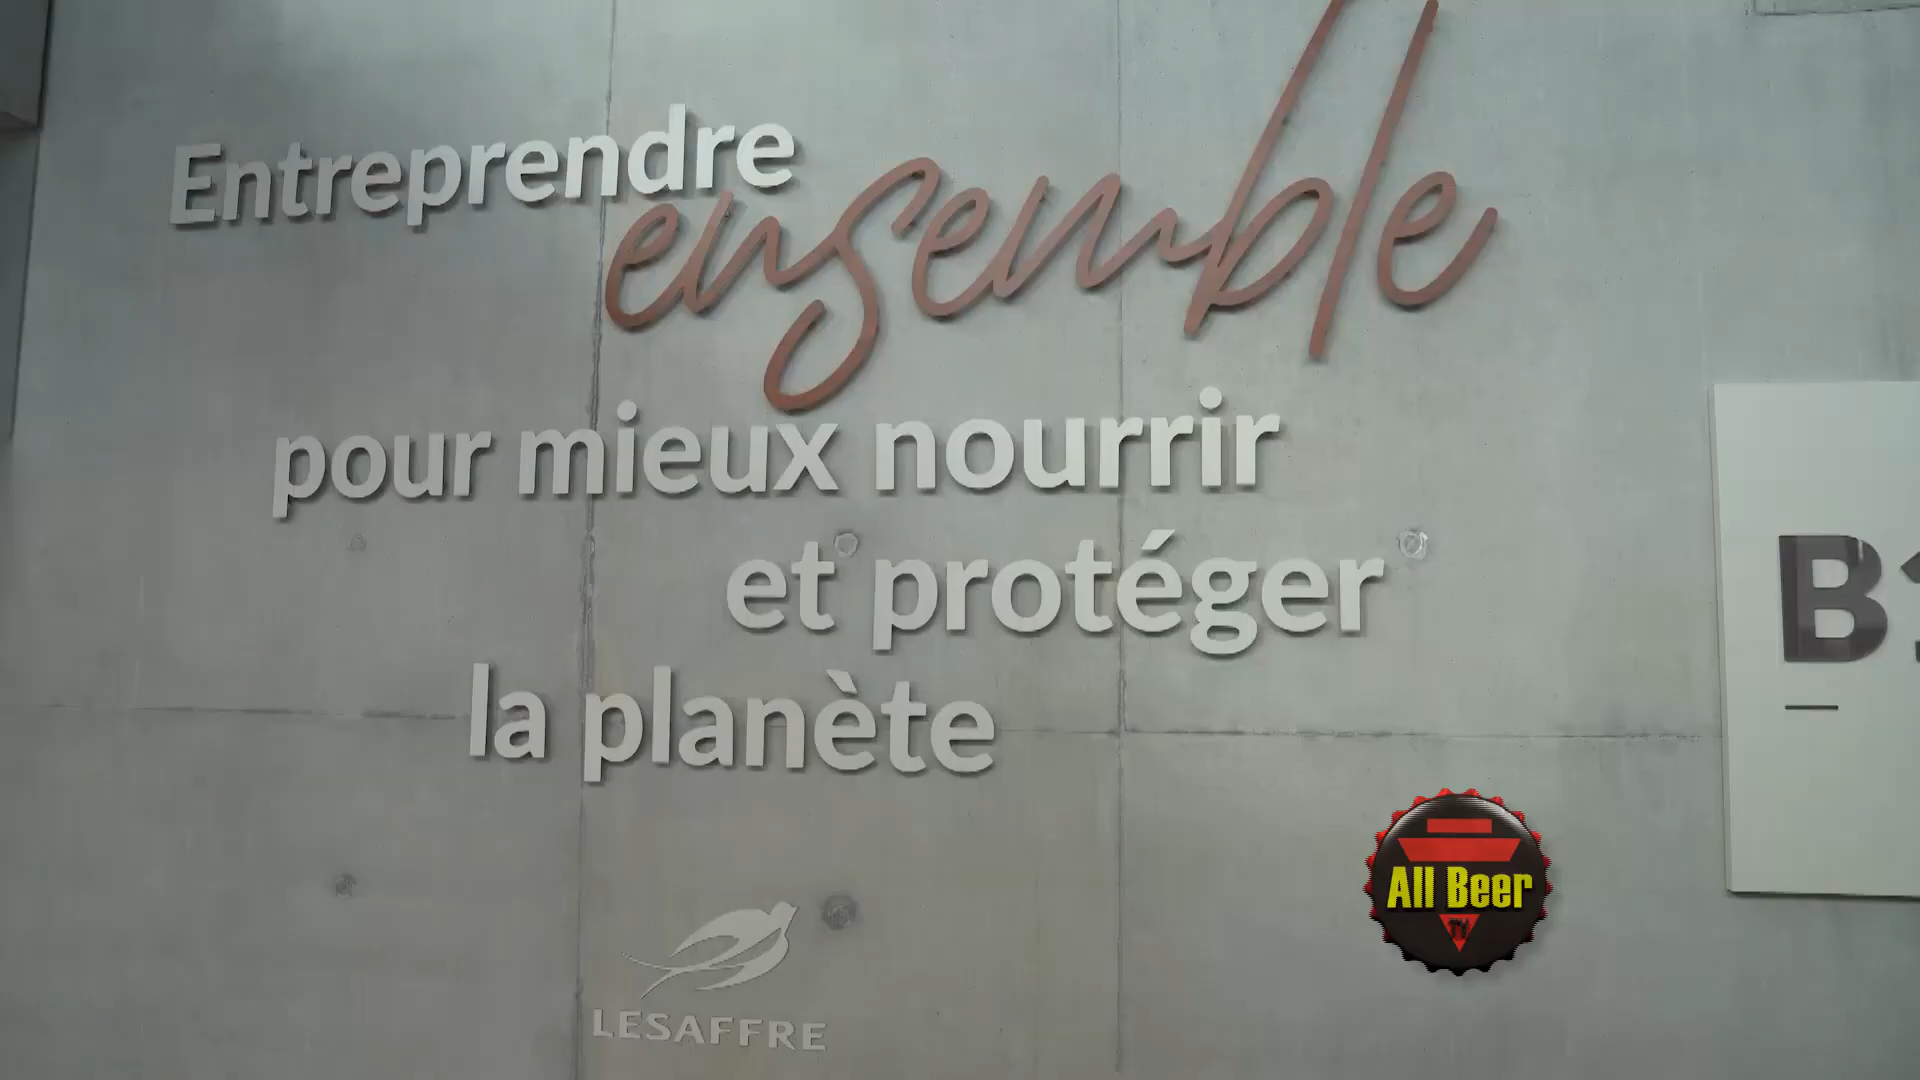 Entreprendre
ensemble
pour mieux nourrir
et protéger
la planète
LESAFFRE
All Beer
TV